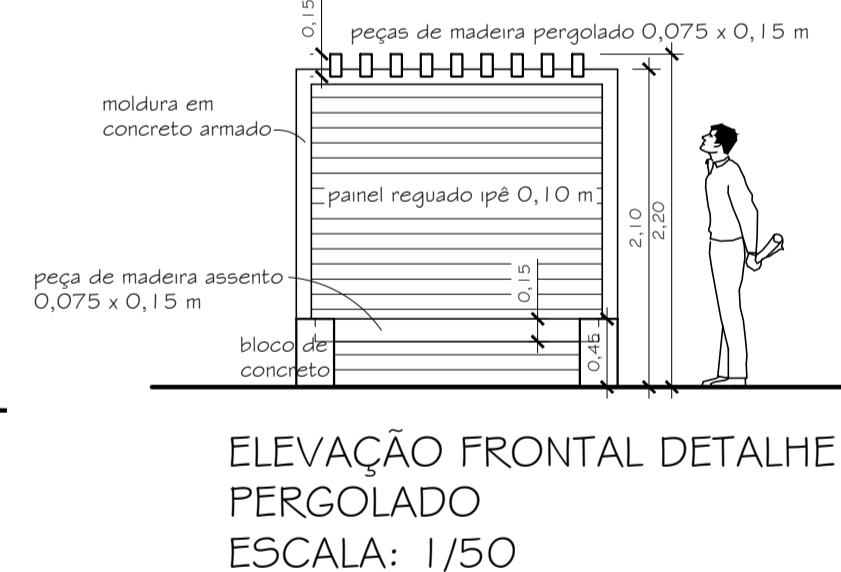 0,15
peças de madeira pergolado 0,075 x 0,15 m
moldura em
concreto armado
painel reguado ipê 0,10 m
2,10
2,20
peça de madeira assento
0,075 x 0,15 m
0,15
bloco de
concreto
0,45
ELEVAÇÃO FRONTAL DETALHE
PERGOLADO
ESCALA: 1/50